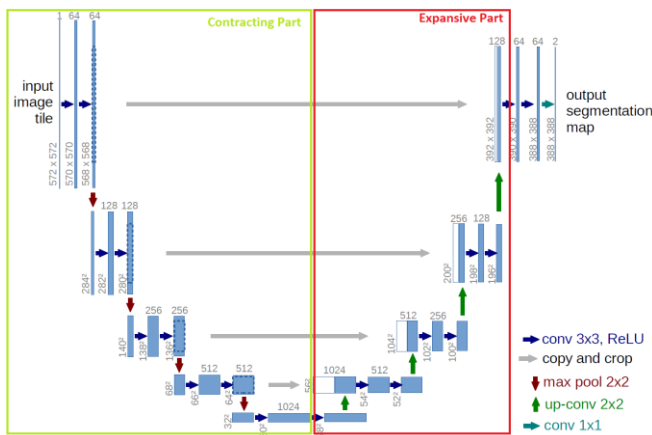 Contracting Part
Expansive Part
1
64
64
128
64
64
2
input
image
tile
output
segmentation
map
572 x 572
570 x 570
568 x 568
392 x 392
390 x 390
388 x 388
388 x 388
128
128
256
128
284²
282²
280²
200²
198²
196²
256
256
512
256
140²
138²
136²
104²
102²
100²
512
512
1024
512
68²
66²
64²
56²
54²
52²
1024
32²
conv 3x3, ReLU
copy and crop
max pool 2x2
up-conv 2x2
conv 1x1